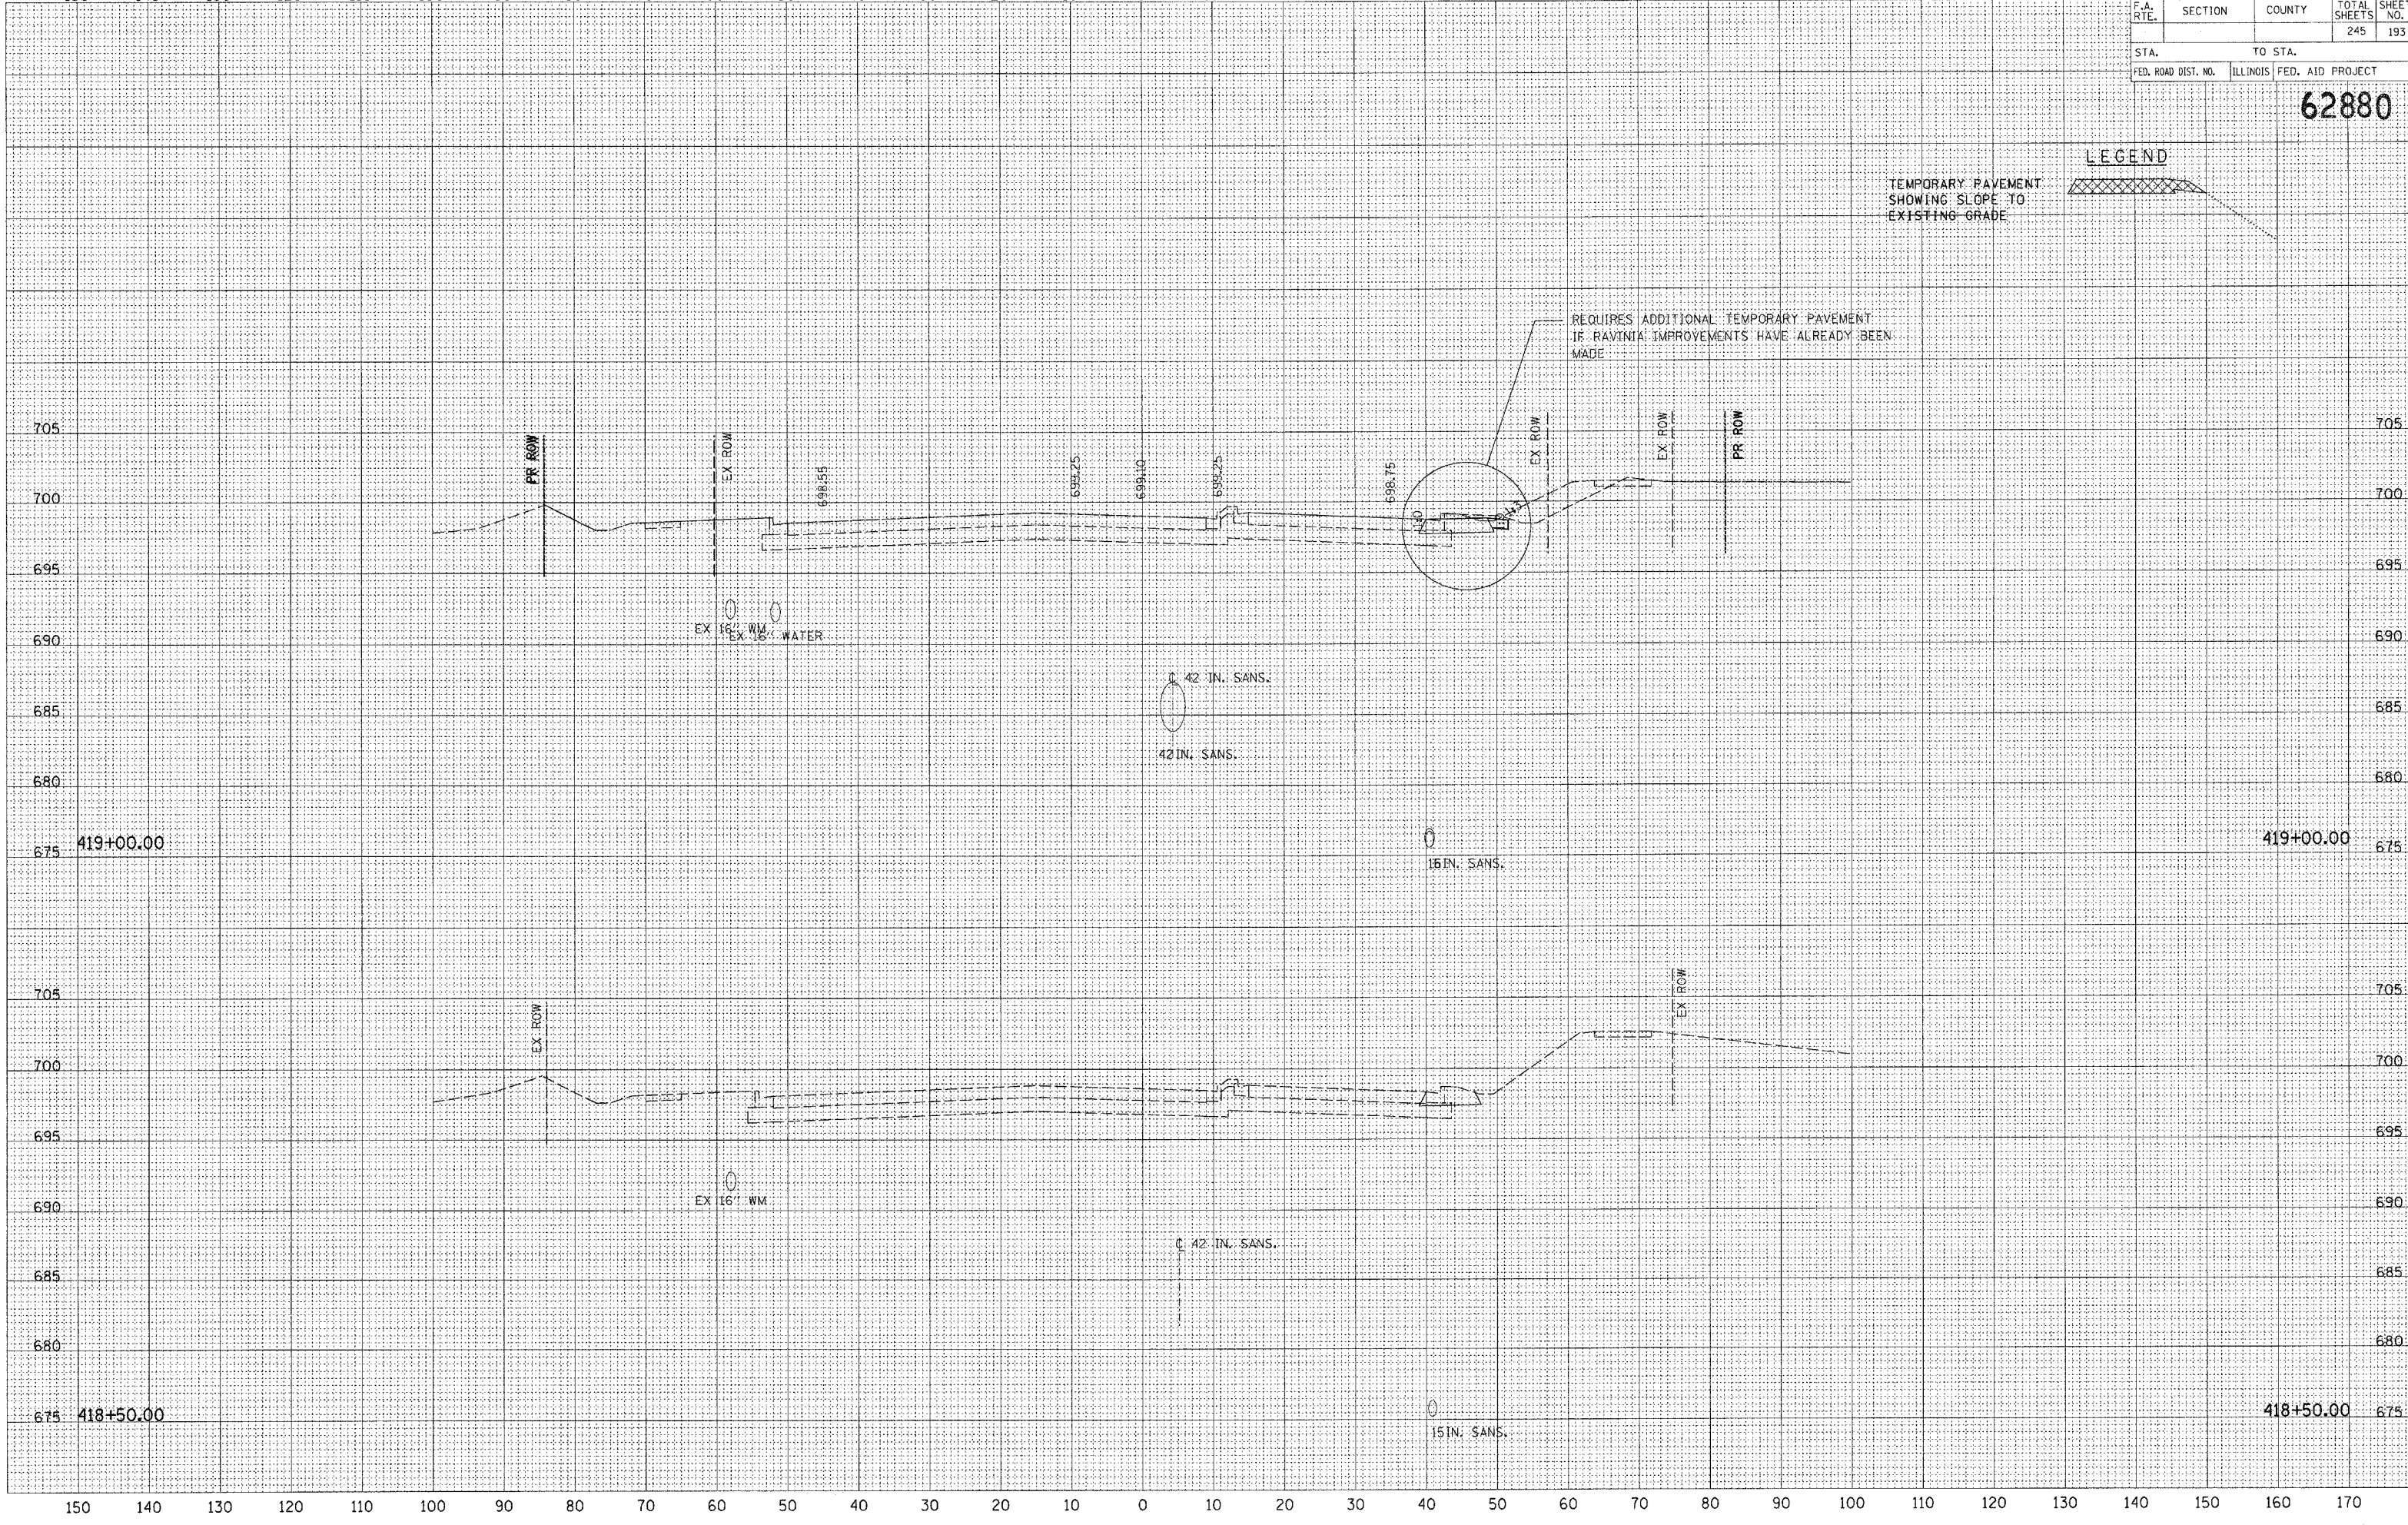 F.A. RTE. SECTION COUNTY TOTAL SHEETS SHEET NO.
245 193
STA. TO STA.
FED. ROAD DIST. NO. ILLINOIS FED. AID PROJECT
62880
LEGEND
TEMPORARY PAVEMENT
SHOWING SLOPE TO
EXISTING GRADE
REQUIRES ADDITIONAL TEMPORARY PAVEMENT
IF RAVINIA IMPROVEMENTS HAVE ALREADY BEEN
MADE
705 705
PR ROW
EX ROW
698.55
699.25
699.10
699.25
698.75
EX ROW
EX ROW
PR ROW
700 700
695 695
EX 16" WM
EX 16" WATER
690 690
℄ 42 IN. SANS.
685 685
42IN. SANS.
680 680
419+00.00 419+00.00
675 675
705 705
EX ROW
EX ROW
700 700
695 695
EX 16" WM
690 690
℄ 42 IN. SANS.
685 685
680 680
675 418+50.00 418+50.00 675
15IN. SANS.
150 140 130 120 110 100 90 80 70 60 50 40 30 20 10 0 10 20 30 40 50 60 70 80 90 100 110 120 130 140 150 160 170